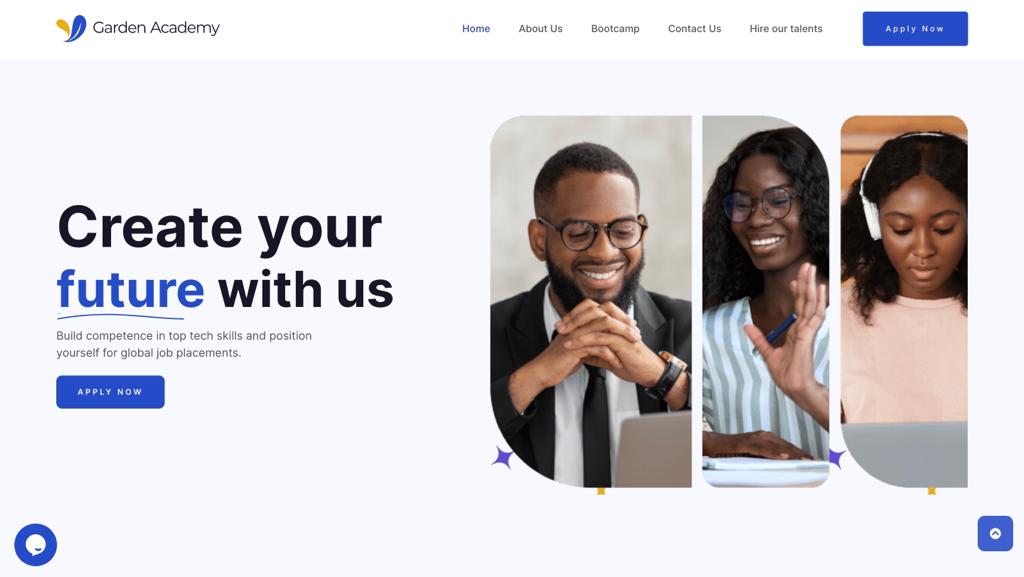 Garden Academy
Home
About Us
Bootcamp
Contact Us
Hire our talents
Apply Now
Create your
future with us
Build competence in top tech skills and position
yourself for global job placements.
APPLY NOW